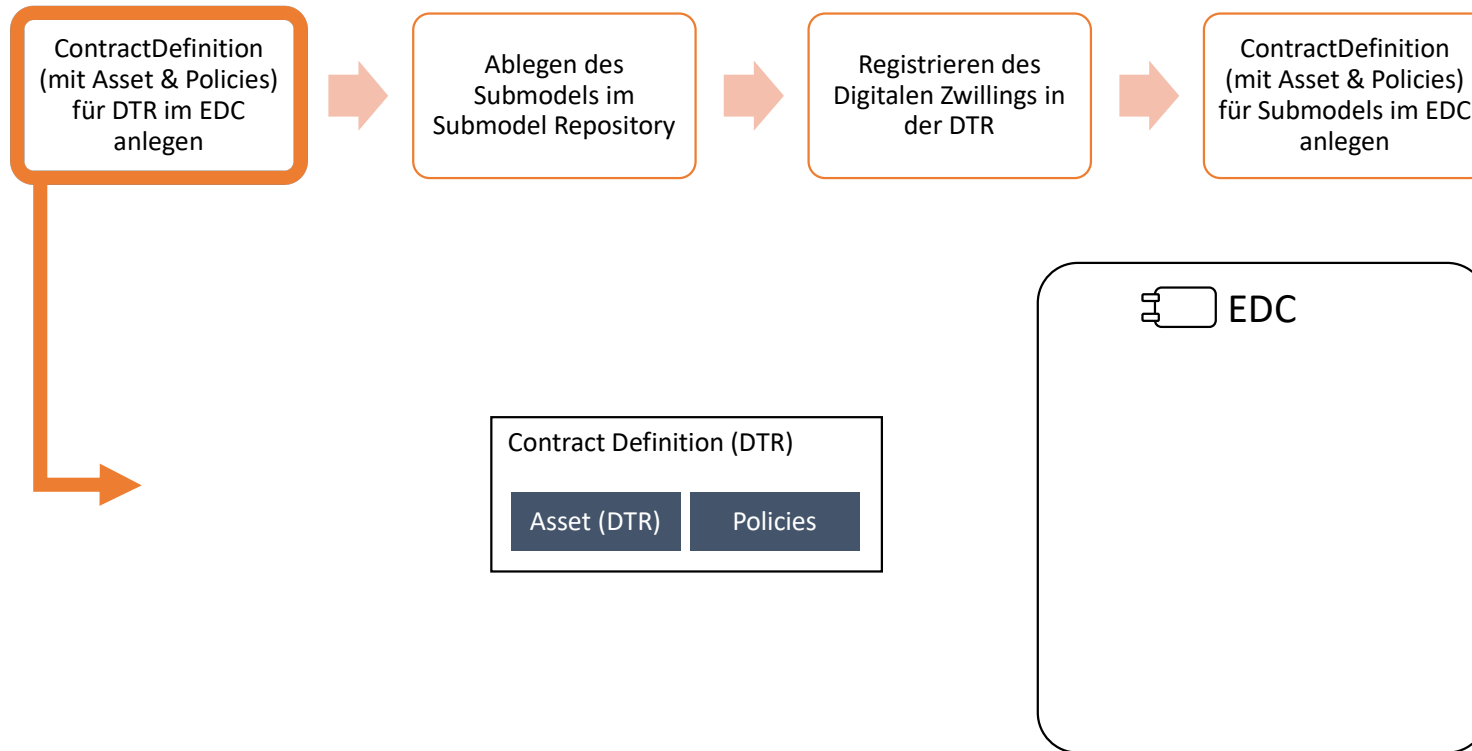 ContractDefinition
(mit Asset & Policies)
für DTR im EDC
anlegen
Ablegen des
Submodels im
Submodel Repository
Registrieren des
Digitalen Zwillings in
der DTR
ContractDefinition
(mit Asset & Policies)
für Submodels im EDC
anlegen
EDC
Contract Definition (DTR)
Asset (DTR)
Policies